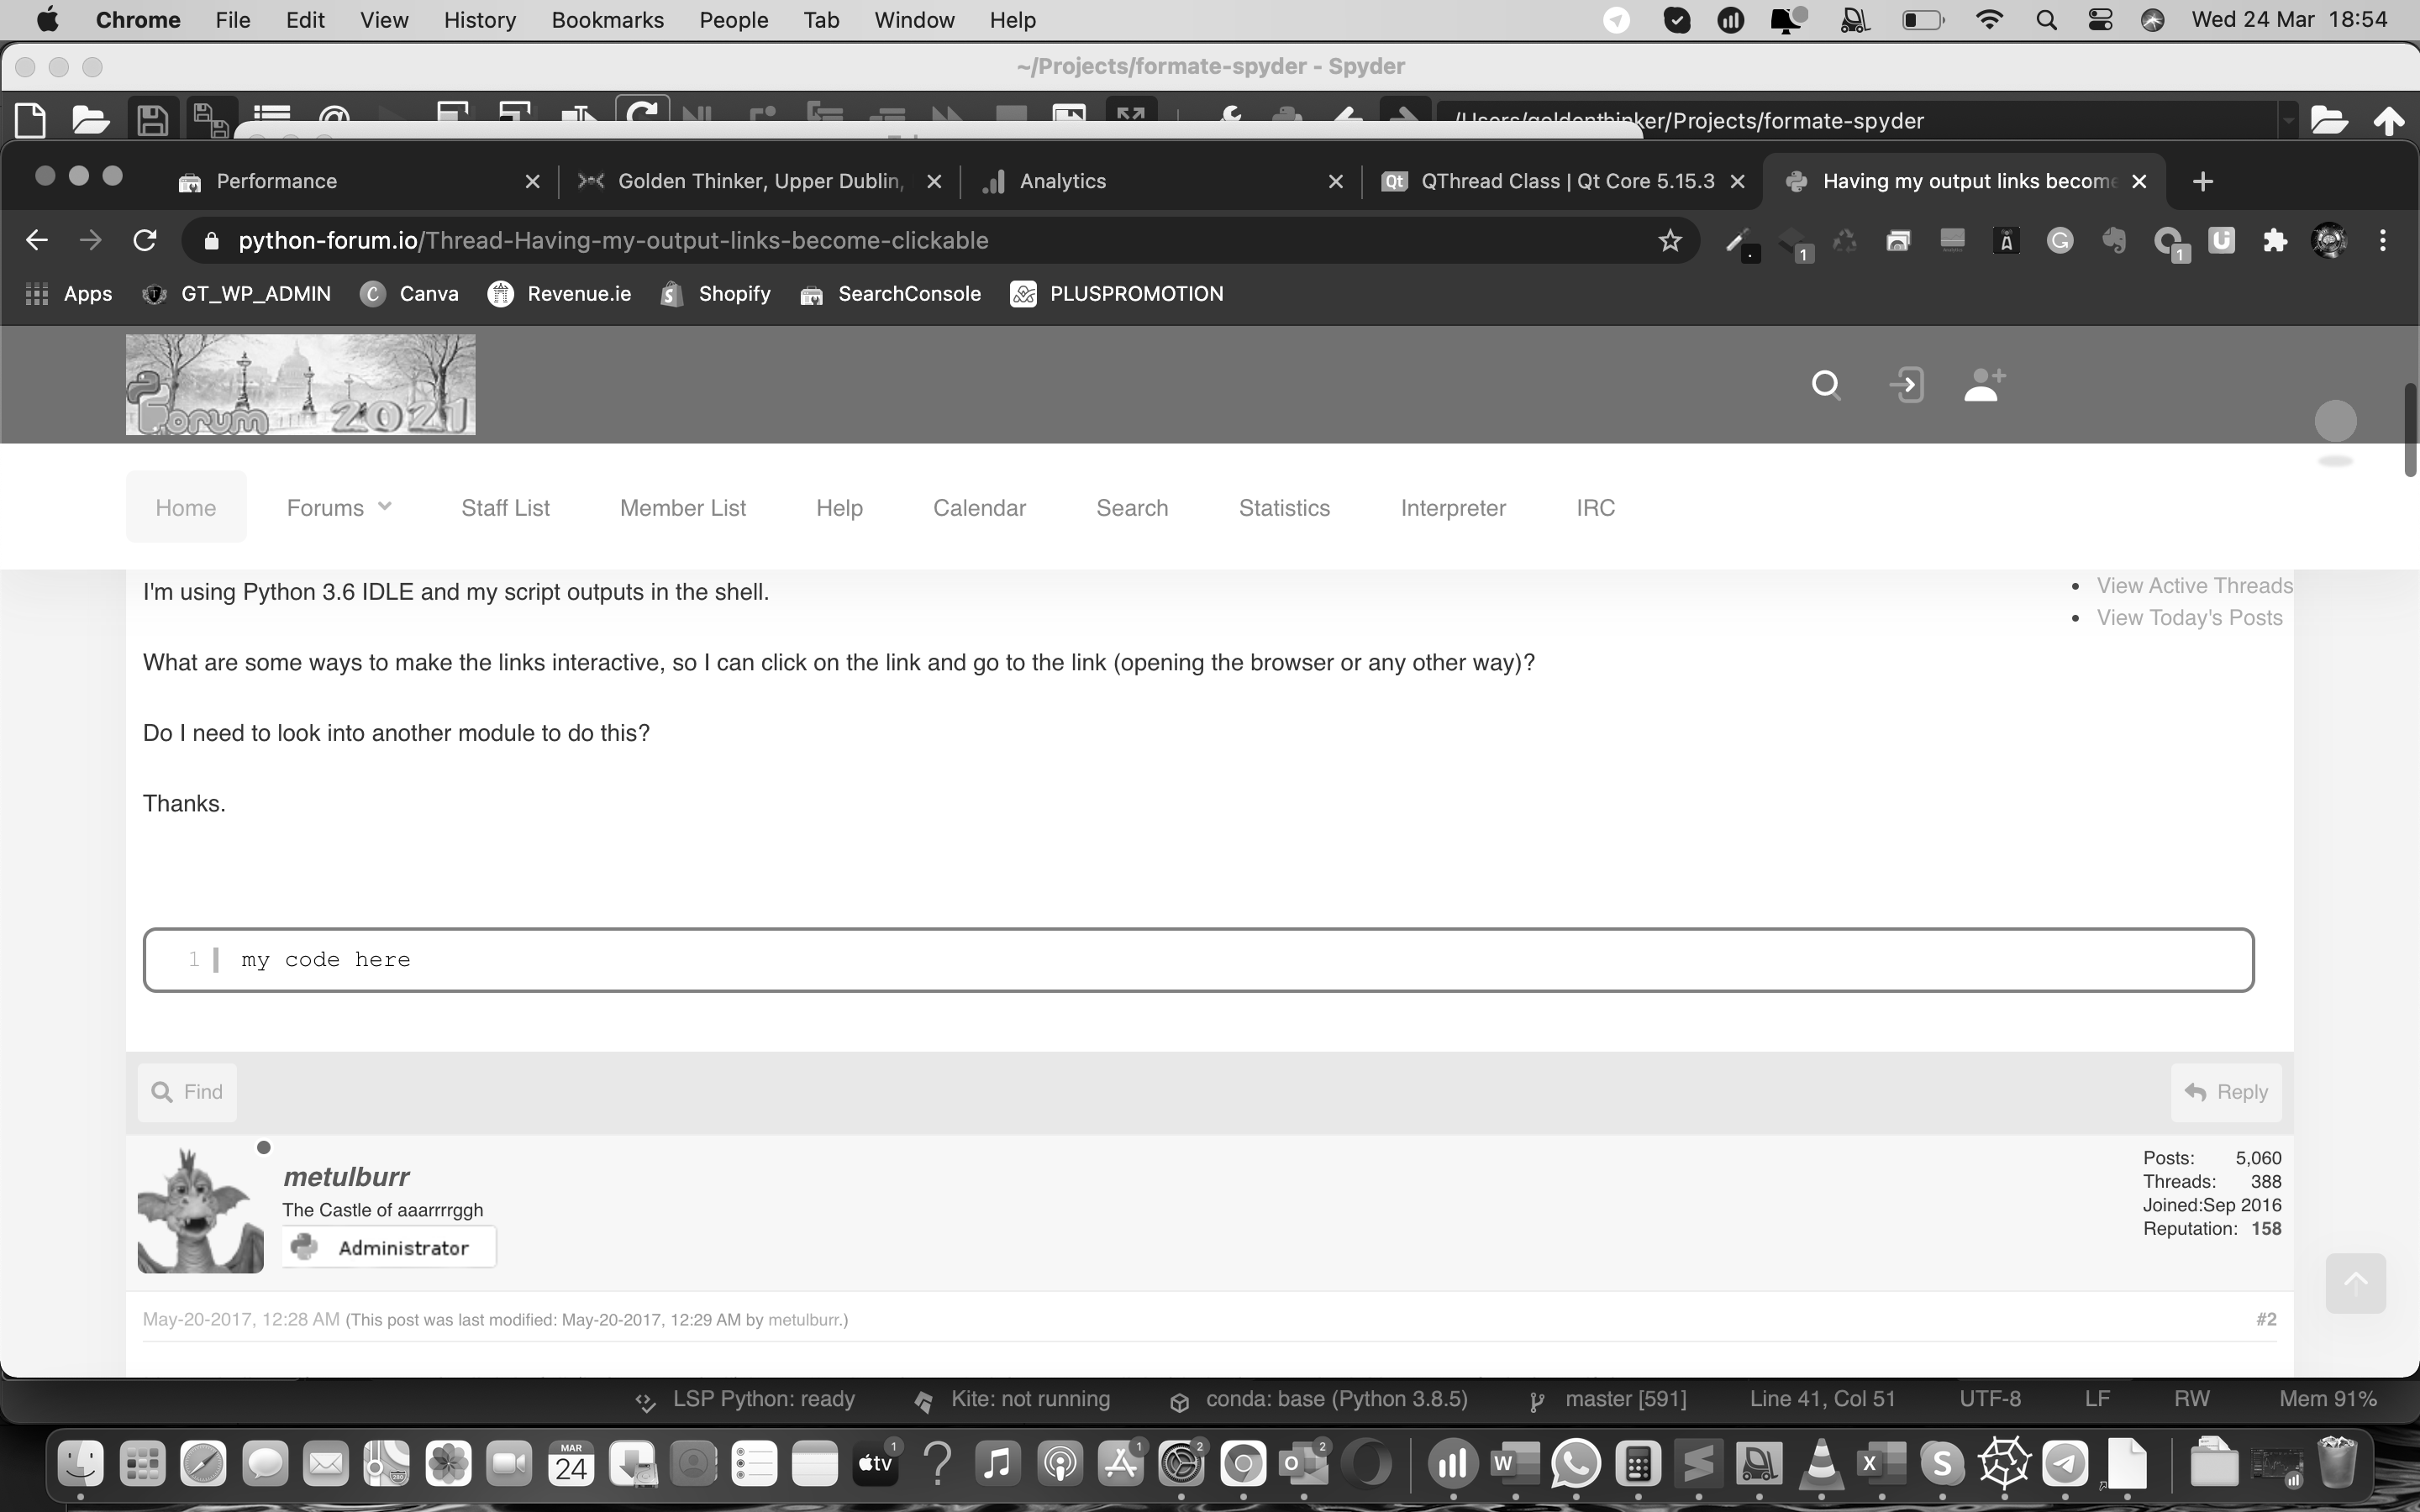 Chrome File Edit View History Bookmarks People Tab Window Help Wed 24 Mar 18:54
~/Projects/formate-spyder - Spyder
/Users/goldenthinker/Projects/formate-spyder
Performance Golden Thinker, Upper Dublin, Analytics QThread Class | Qt Core 5.15.3 Having my output links become
python-forum.io/Thread-Having-my-output-links-become-clickable
Apps GT_WP_ADMIN Canva Revenue.ie Shopify SearchConsole PLUSPROMOTION
Forum 2021
Home Forums Staff List Member List Help Calendar Search Statistics Interpreter IRC
I'm using Python 3.6 IDLE and my script outputs in the shell.
View Active Threads
View Today's Posts
What are some ways to make the links interactive, so I can click on the link and go to the link (opening the browser or any other way)?
Do I need to look into another module to do this?
Thanks.
1 my code here
Find Reply
metulburr
The Castle of aaarrrrggh
Administrator
Posts: 5,060
Threads: 388
Joined:Sep 2016
Reputation: 158
May-20-2017, 12:28 AM (This post was last modified: May-20-2017, 12:29 AM by metulburr.) #2
LSP Python: ready Kite: not running conda: base (Python 3.8.5) master [591] Line 41, Col 51 UTF-8 LF RW Mem 91%
MAR
24
tv